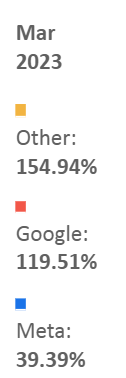 Mar
2023
Other:
154.94%
Google:
119.51%
Meta:
39.39%